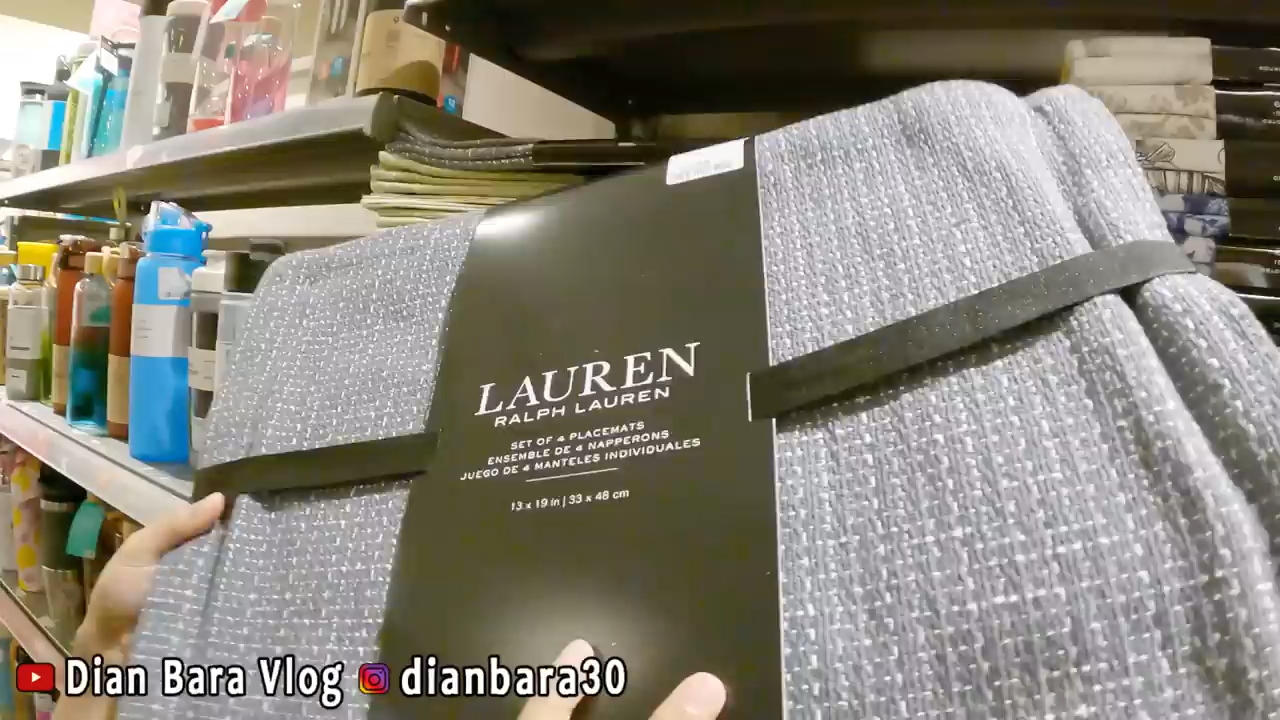 LAUREN
RALPH LAUREN
SET OF 4 PLACEMATS
ENSEMBLE DE 4 NAPPERONS
JUEGO DE 4 MANTELES INDIVIDUALES
13 x 19 in | 33 x 48 cm
Dian Bara Vlog dianbara30